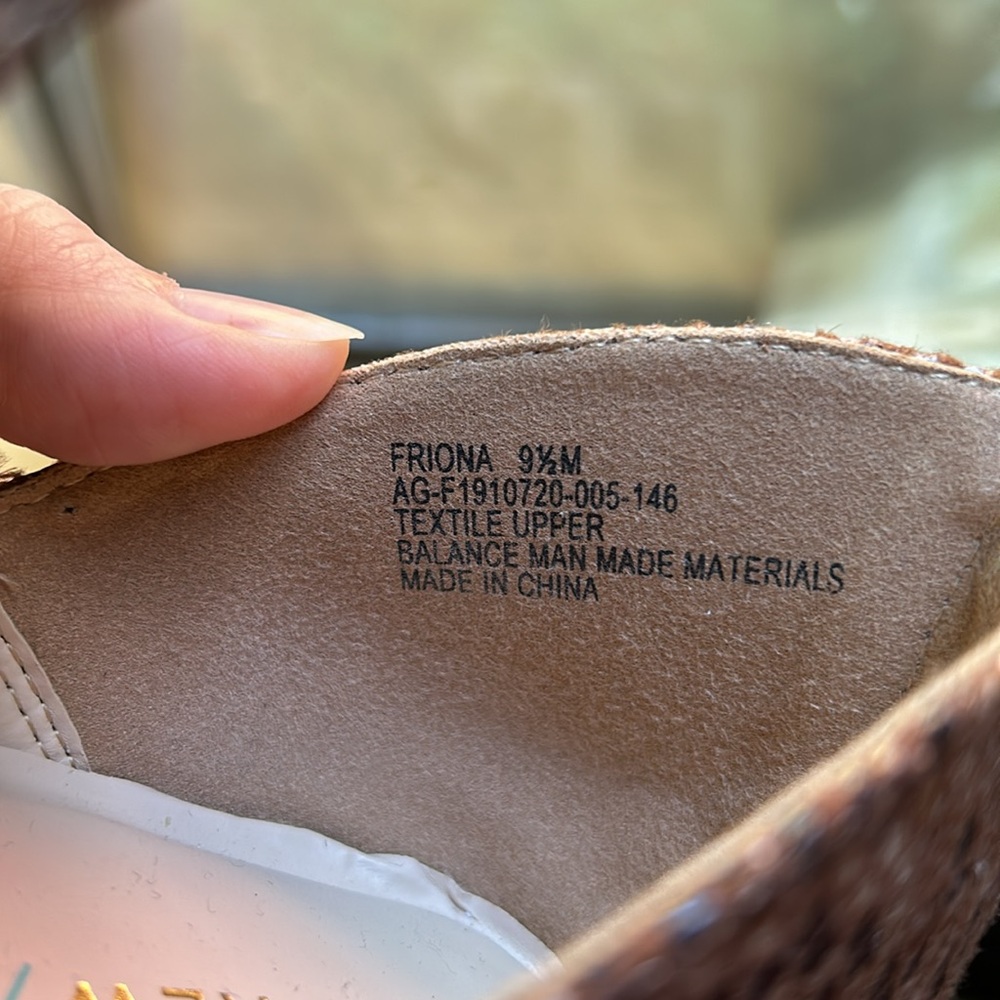 FRIONA 9½M
AG-F1910720-005-146
TEXTILE UPPER
BALANCE MAN MADE MATERIALS
MADE IN CHINA